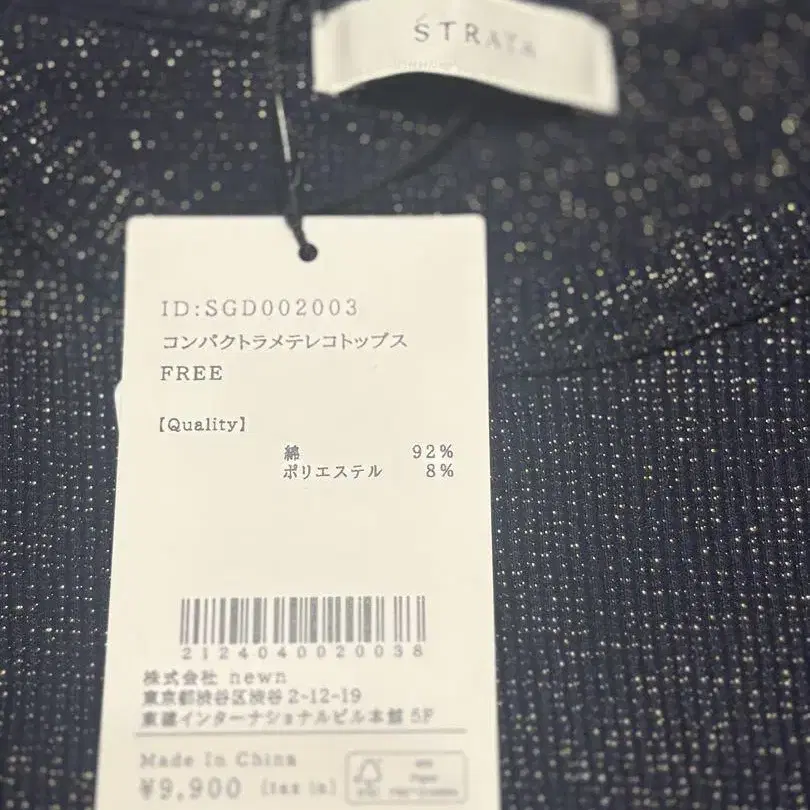 STRATA
ID:SGD002003
コンパクトラメテレコトップス
FREE
【Quality】
綿 92%
ポリエステル 8%
2124040020038
株式会社 newn
東京都渋谷区渋谷 2-12-19
東建インターナショナルビル本館 5F
Made In China
¥9,900 (tax in)